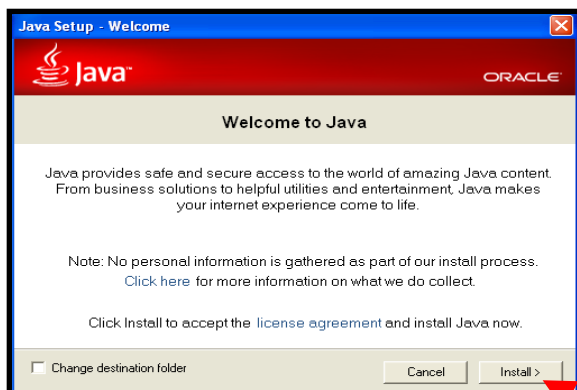 Java Setup - Welcome
Java™
ORACLE
Welcome to Java
Java provides safe and secure access to the world of amazing Java content.
From business solutions to helpful utilities and entertainment, Java makes
your internet experience come to life.
Note: No personal information is gathered as part of our install process.
Click here for more information on what we do collect.
Click Install to accept the license agreement and install Java now.
Change destination folder
Cancel
Install >